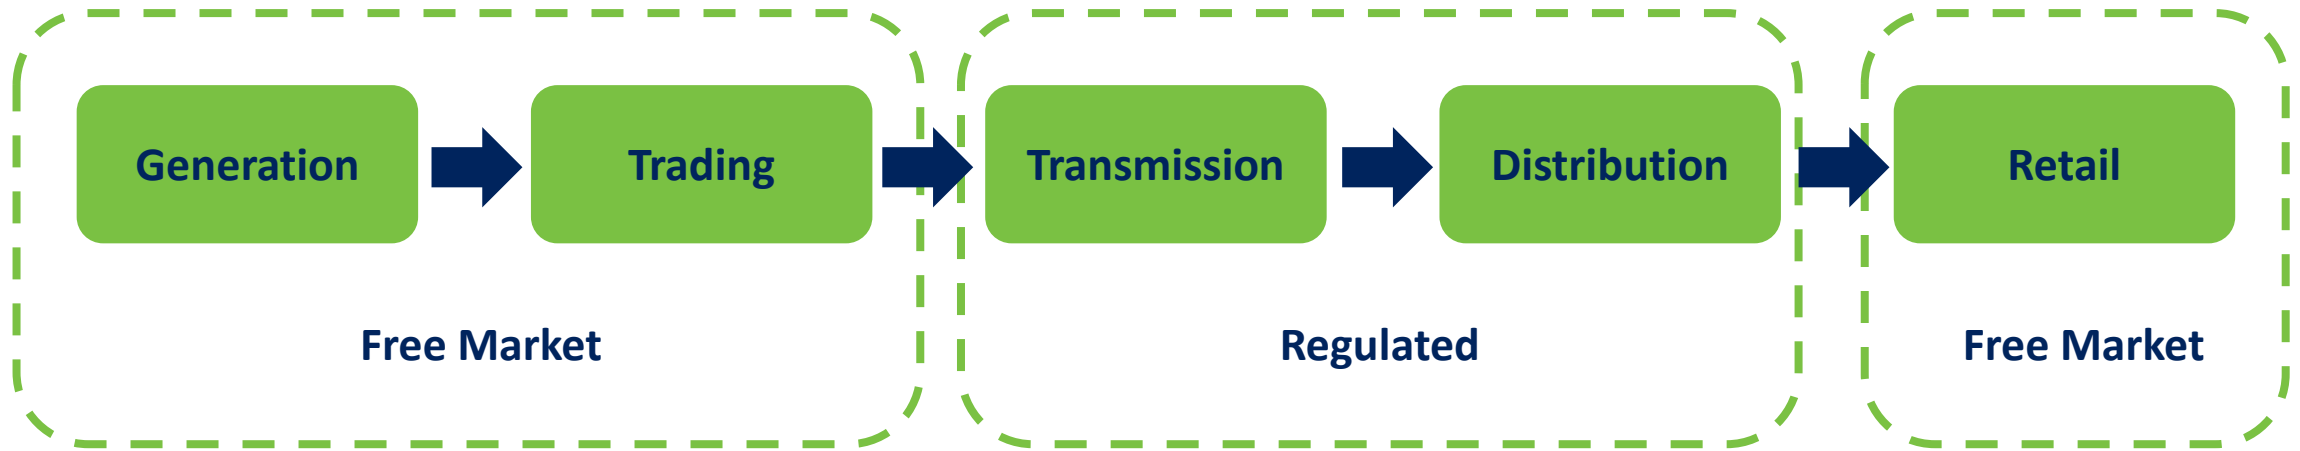 Generation
Trading
Transmission
Distribution
Retail
Free Market
Regulated
Free Market